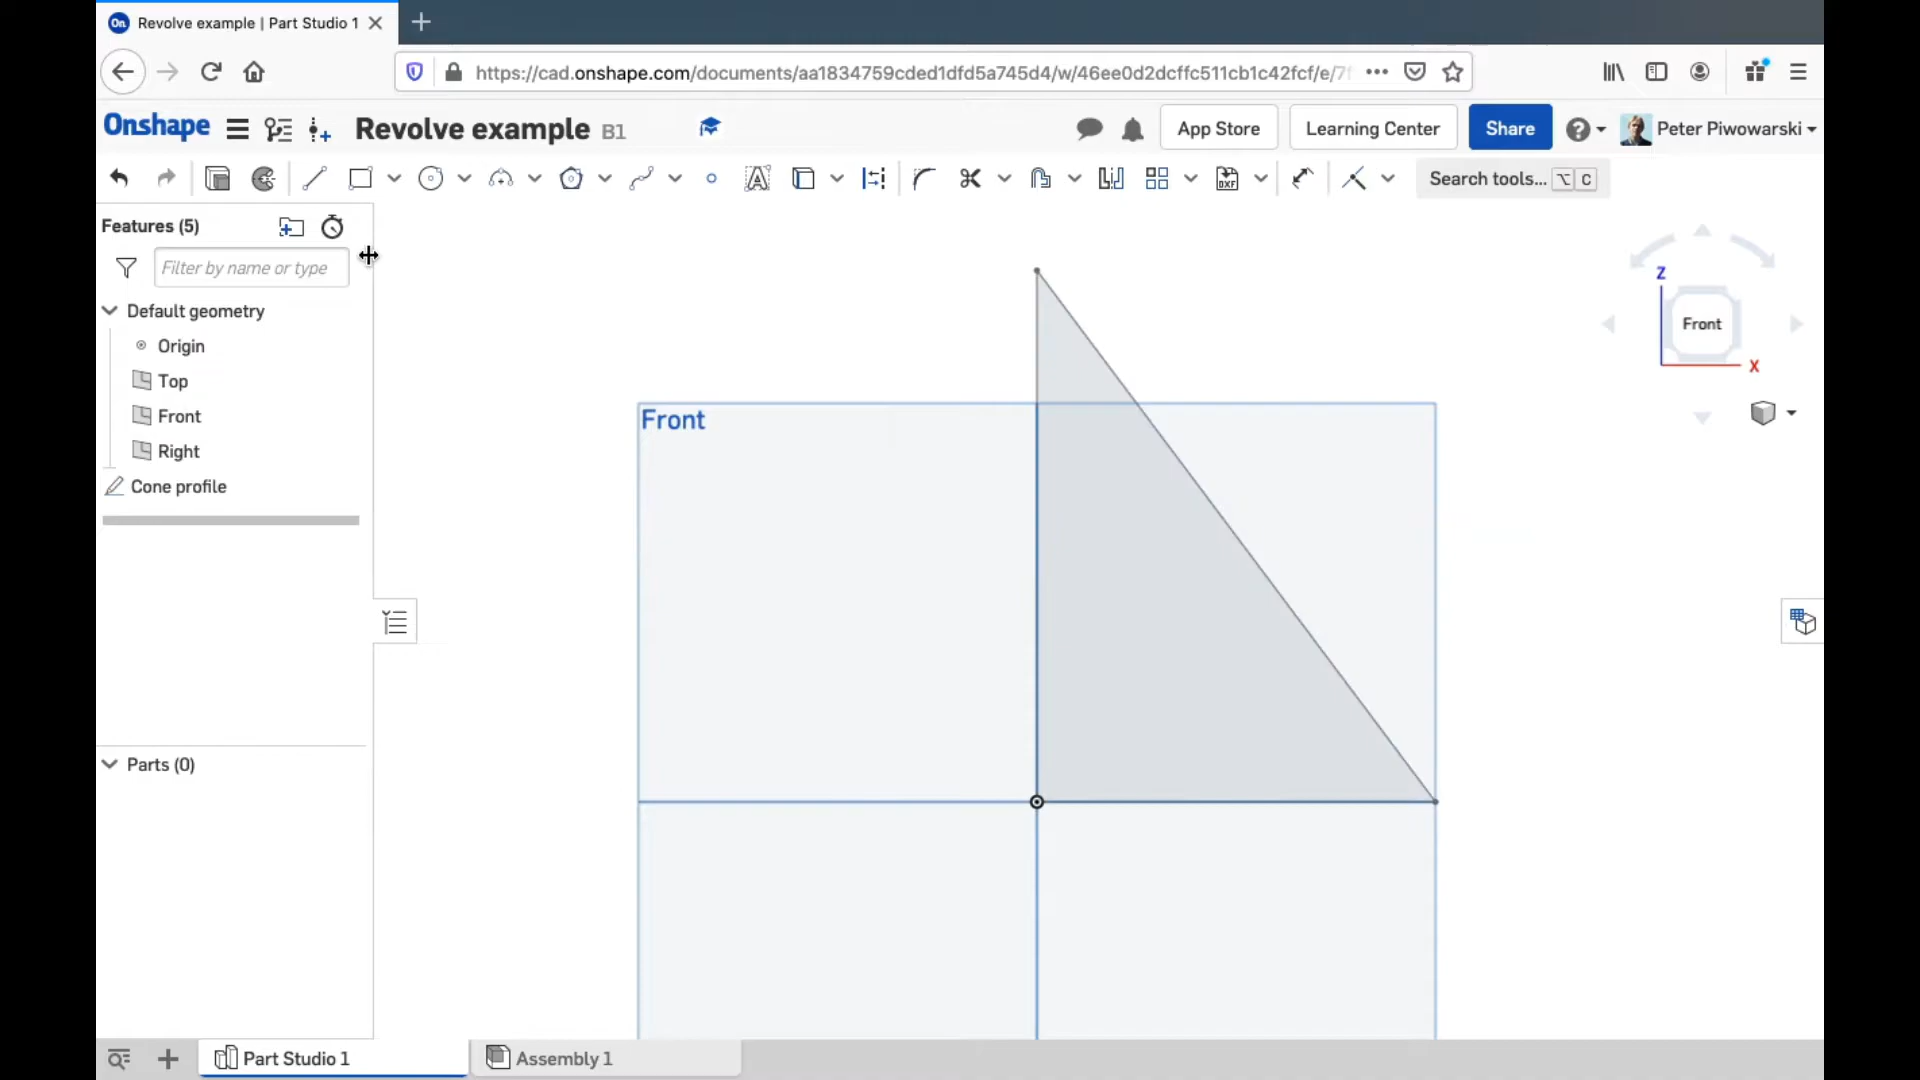 Revolve example | Part Studio 1
https://cad.onshape.com/documents/aa1834759cded1dfd5a745d4/w/46ee0d2dcffc511cb1c42fcf/e/7
Onshape
Revolve example B1
App Store
Learning Center
Share
Peter Piwowarski
Search tools... ⌥ C
Features (5)
Filter by name or type
Default geometry
Origin
Top
Front
Right
Cone profile
Parts (0)
Front
Z
Front
X
Part Studio 1
Assembly 1